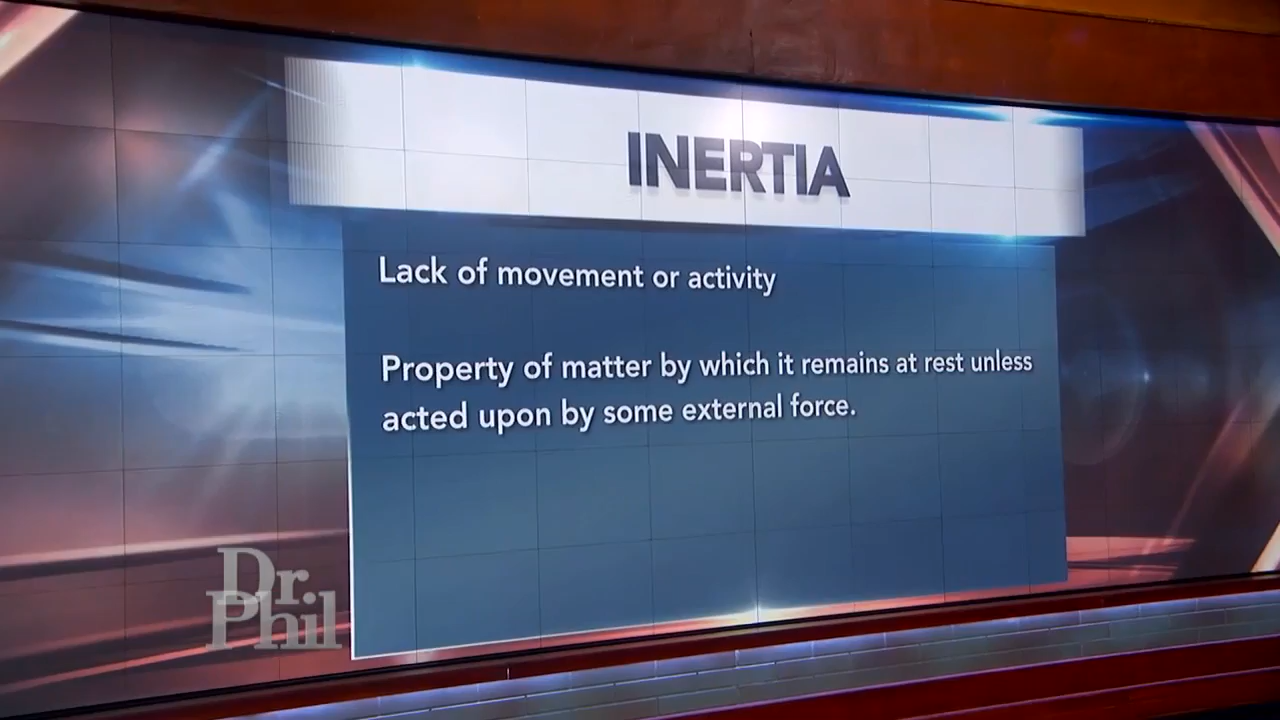 INERTIA
Lack of movement or activity
Property of matter by which it remains at rest unless
acted upon by some external force.
Dr.
Phil